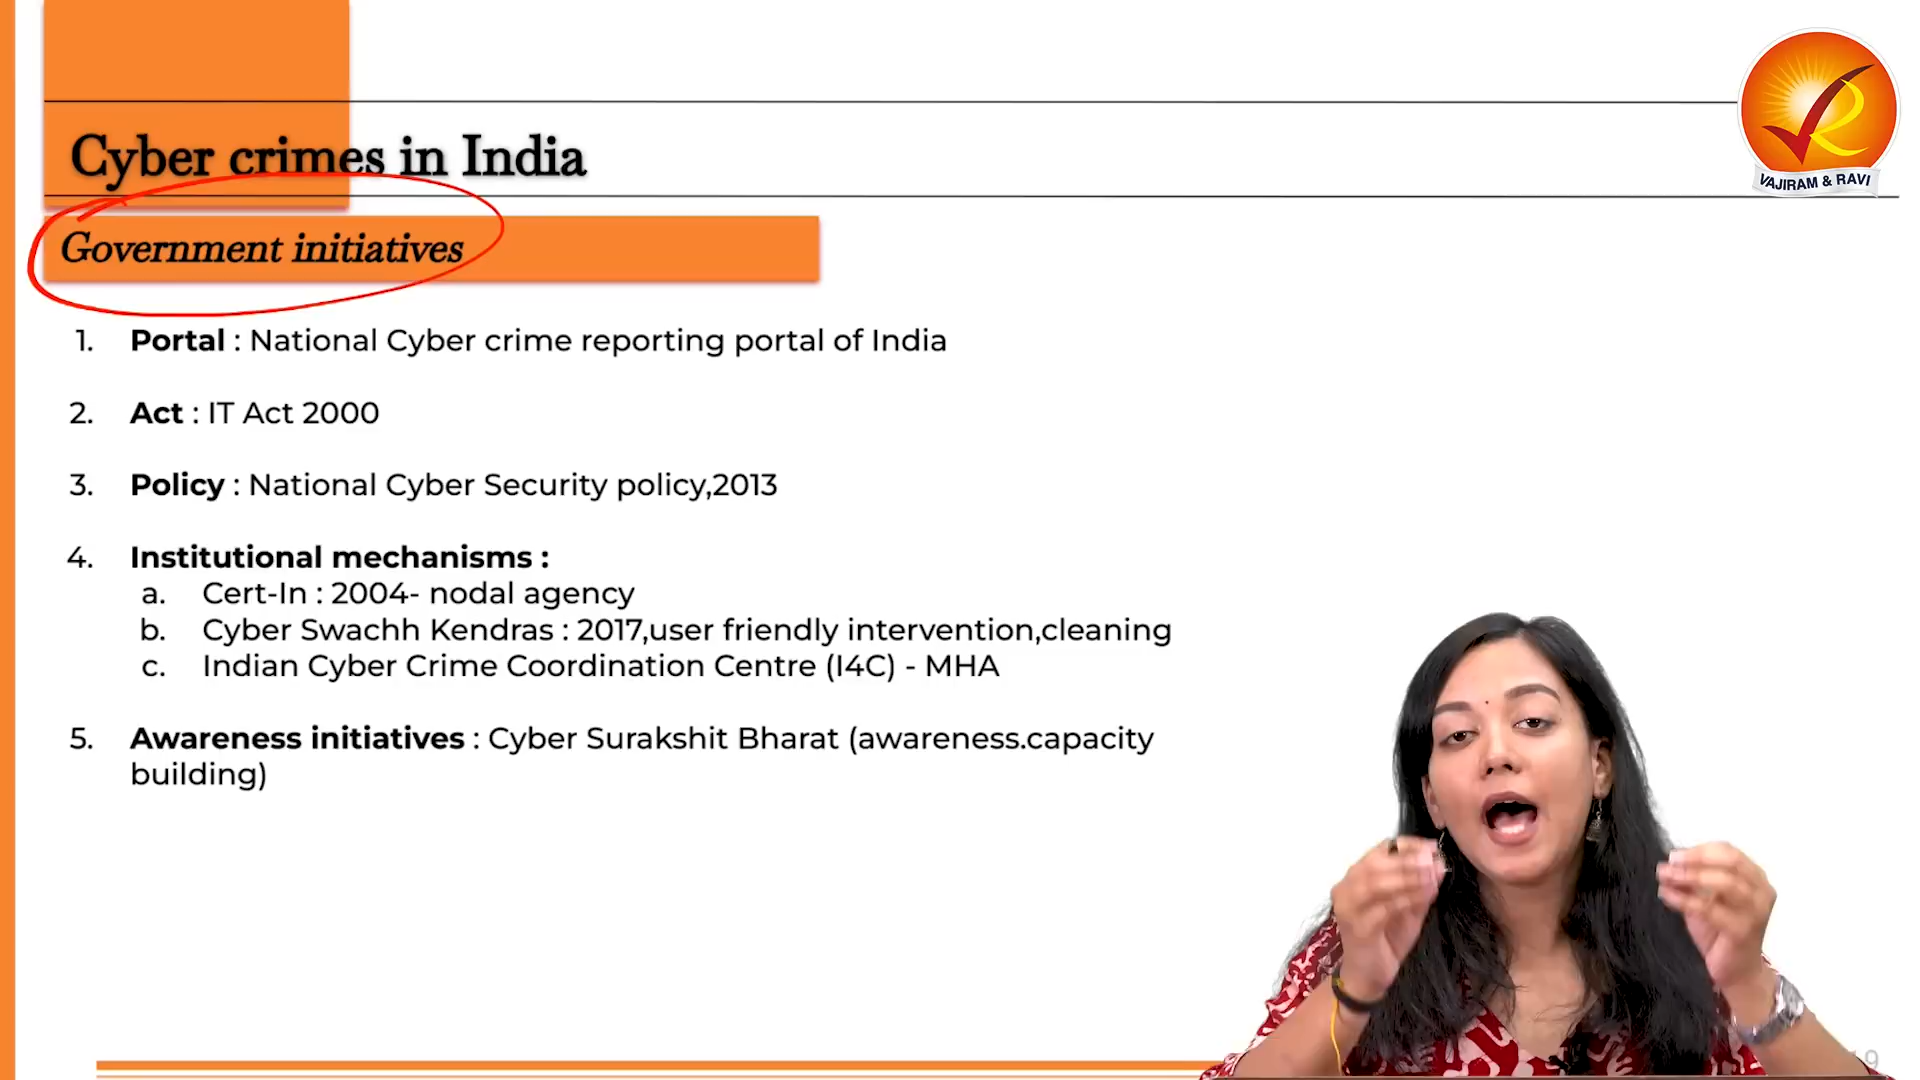 VAJIRAM & RAVI
Cyber crimes in India
Government initiatives
1. Portal : National Cyber crime reporting portal of India
2. Act : IT Act 2000
3. Policy : National Cyber Security policy,2013
4. Institutional mechanisms :
a. Cert-In : 2004- nodal agency
b. Cyber Swachh Kendras : 2017,user friendly intervention,cleaning
c. Indian Cyber Crime Coordination Centre (I4C) - MHA
5. Awareness initiatives : Cyber Surakshit Bharat (awareness.capacity
building)